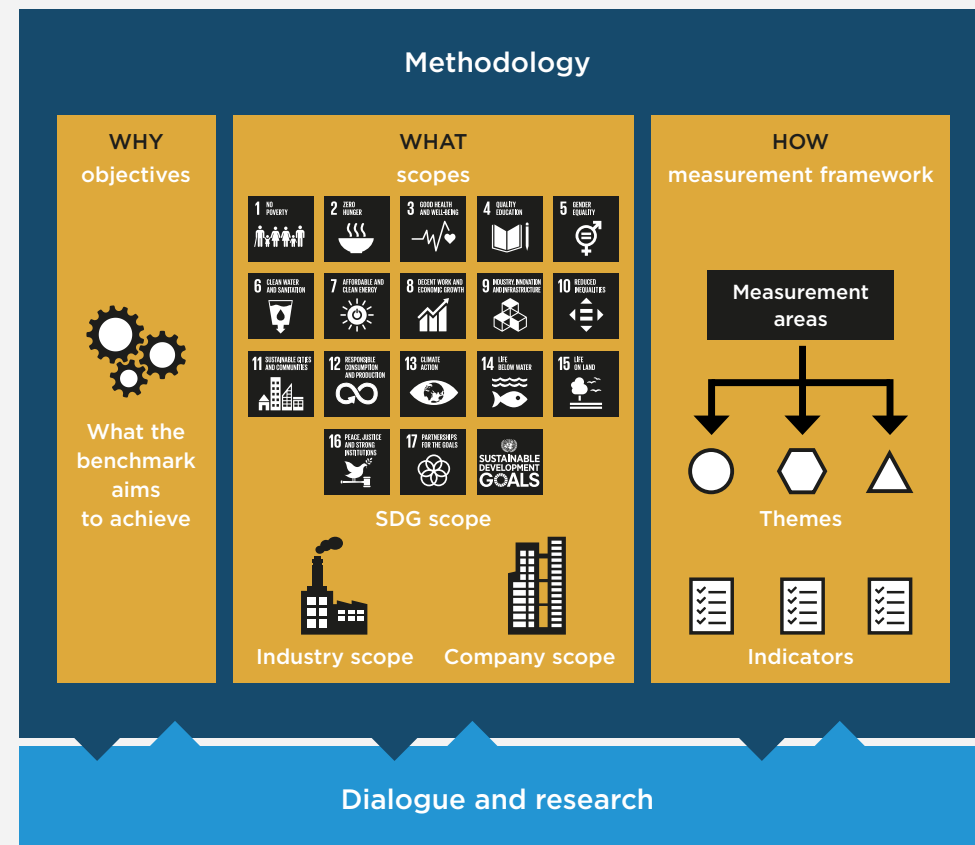 Methodology
WHY
objectives
What the
benchmark
aims
to achieve
WHAT
scopes
1 NO
POVERTY
2 ZERO
HUNGER
3 GOOD HEALTH
AND WELL-BEING
4 QUALITY
EDUCATION
5 GENDER
EQUALITY
6 CLEAN WATER
AND SANITATION
7 AFFORDABLE AND
CLEAN ENERGY
8 DECENT WORK AND
ECONOMIC GROWTH
9 INDUSTRY, INNOVATION
AND INFRASTRUCTURE
10 REDUCED
INEQUALITIES
11 SUSTAINABLE CITIES
AND COMMUNITIES
12 RESPONSIBLE
CONSUMPTION
AND PRODUCTION
13 CLIMATE
ACTION
14 LIFE
BELOW WATER
15 LIFE
ON LAND
16 PEACE, JUSTICE
AND STRONG
INSTITUTIONS
17 PARTNERSHIPS
FOR THE GOALS
SUSTAINABLE
DEVELOPMENT
GOALS
SDG scope
Industry scope
Company scope
HOW
measurement framework
Measurement
areas
Themes
Indicators
Dialogue and research